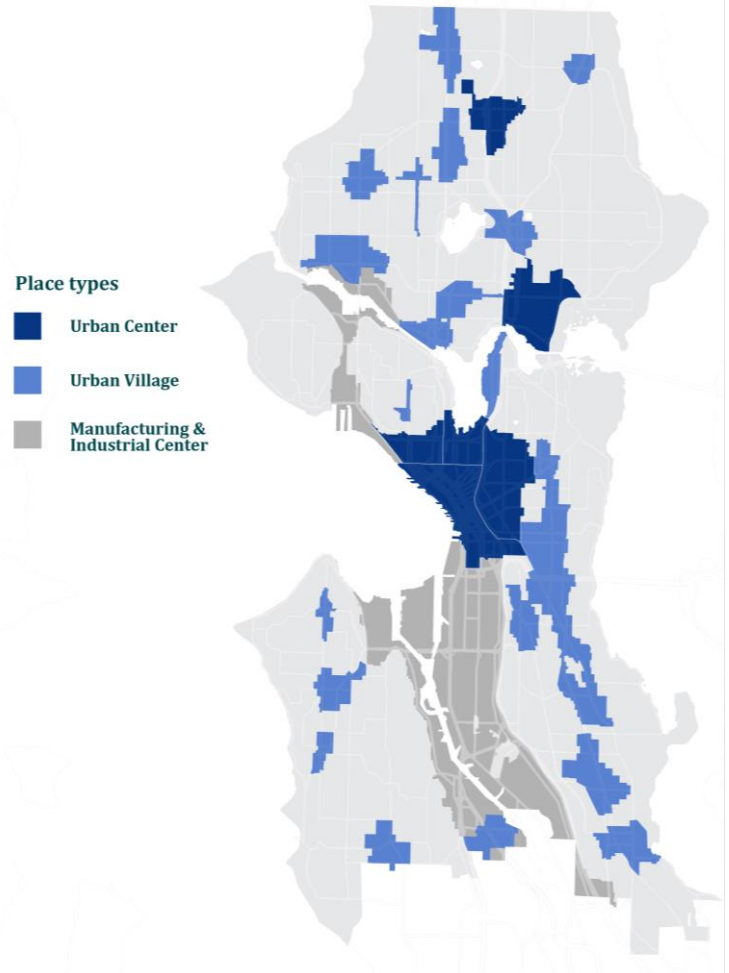 Place types
Urban Center
Urban Village
Manufacturing &
Industrial Center